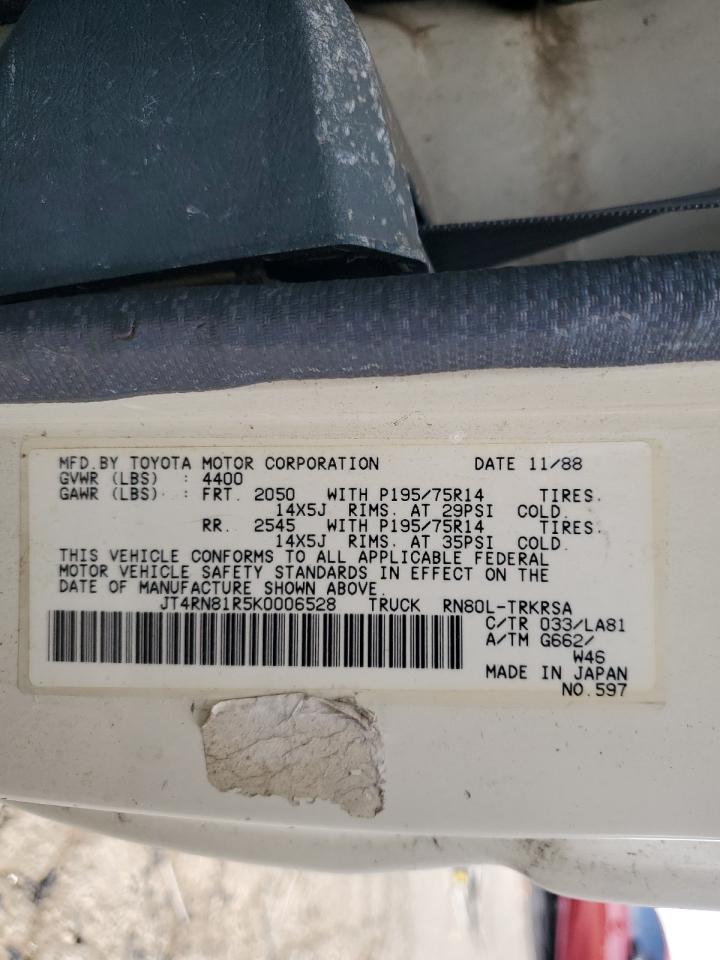 MFD.BY TOYOTA MOTOR CORPORATION DATE 11/88
GVWR (LBS) : 4400
GAWR (LBS) : FRT. 2050 WITH P195/75R14 TIRES.
14X5J RIMS. AT 29PSI COLD.
RR. 2545 WITH P195/75R14 TIRES.
14X5J RIMS. AT 35PSI COLD.
THIS VEHICLE CONFORMS TO ALL APPLICABLE FEDERAL
MOTOR VEHICLE SAFETY STANDARDS IN EFFECT ON THE
DATE OF MANUFACTURE SHOWN ABOVE.
JT4RN81R5K0006528 TRUCK RN80L-TRKRSA
C/TR 033/LA81
A/TM G662/
W46
MADE IN JAPAN
NO.597